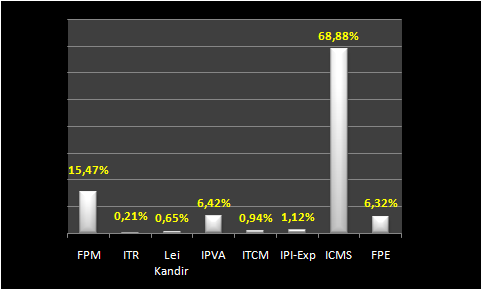 68,88%
15,47%
0,21%
0,65%
6,42%
0,94%
1,12%
6,32%
FPM
ITR
Lei
Kandir
IPVA
ITCM
IPI-Exp
ICMS
FPE